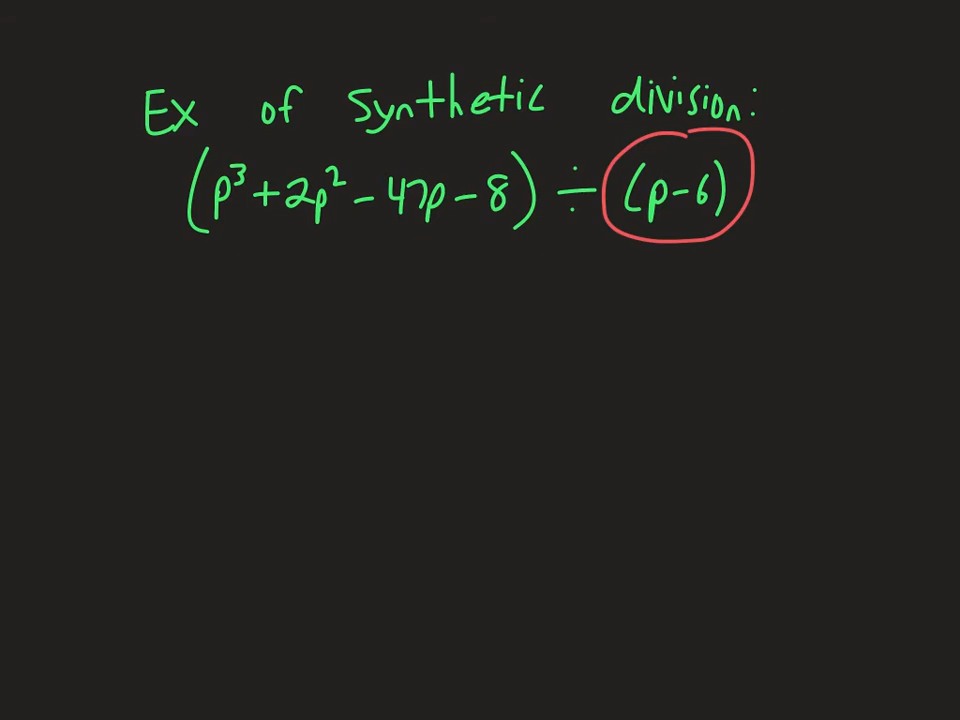 Ex of Synthetic division:
(p³ + 2p² - 47p - 8) ÷ (p - 6)